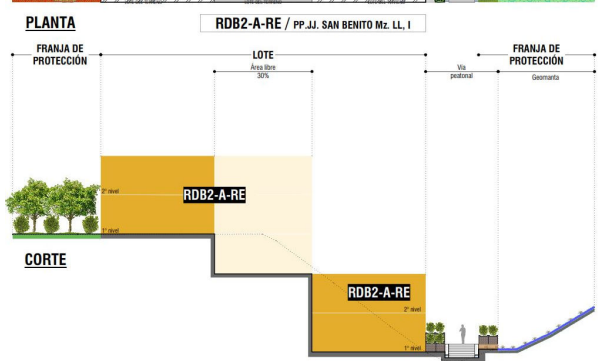 PLANTA
RDB2-A-RE / PP.JJ. SAN BENITO Mz. LL, I
FRANJA DE
PROTECCIÓN
LOTE
Área libre
30%
Vía
peatonal
FRANJA DE
PROTECCIÓN
Geomanta
2° nivel
RDB2-A-RE
1° nivel
CORTE
RDB2-A-RE
2° nivel
1° nivel